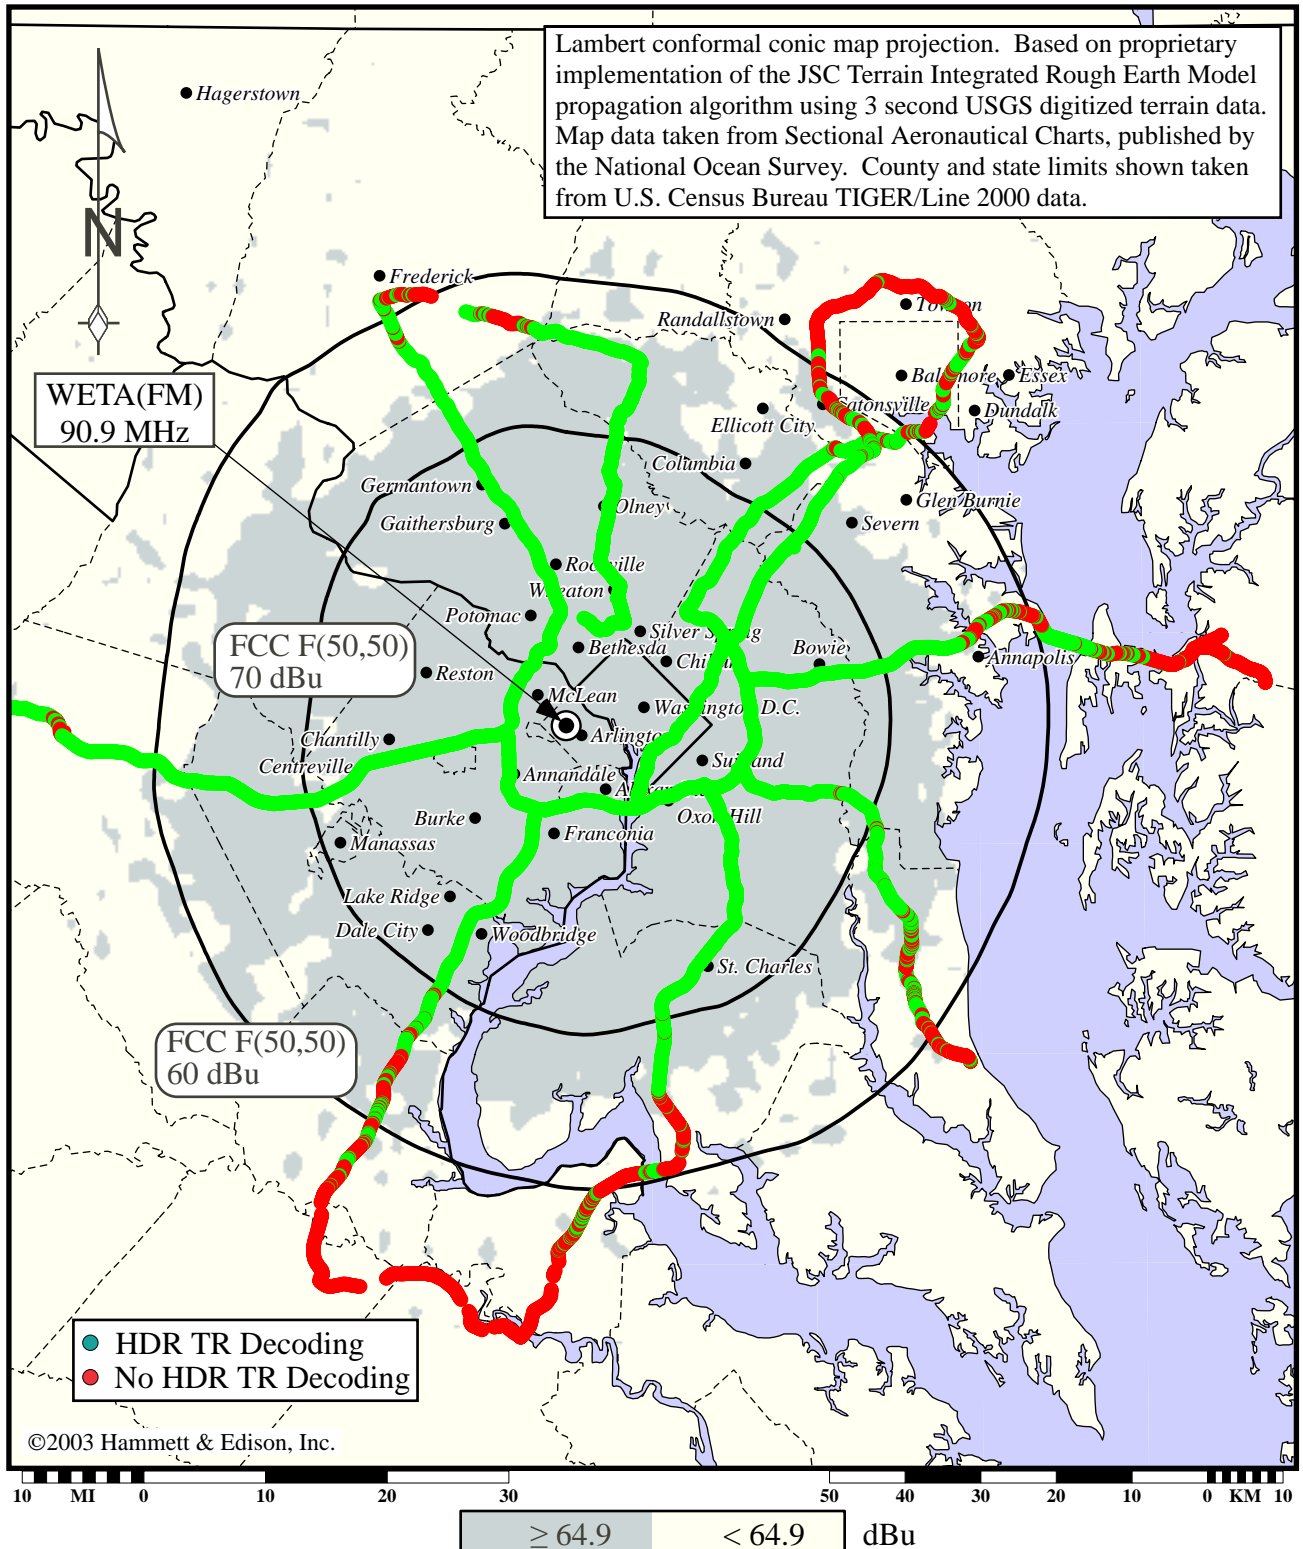 Lambert conformal conic map projection. Based on proprietary
implementation of the JSC Terrain Integrated Rough Earth Model
propagation algorithm using 3 second USGS digitized terrain data.
Map data taken from Sectional Aeronautical Charts, published by
the National Ocean Survey. County and state limits shown taken
from U.S. Census Bureau TIGER/Line 2000 data.
Hagerstown
N
Frederick
Randallstown
WETA(FM)
90.9 MHz
Essex
Dundalk
Ellicott City
Columbia
Germantown
Olney
Glen Burnie
Gaithersburg
Severn
Potomac
Silver Spring
FCC F(50,50)
70 dBu
Bethesda
Bowie
Annapolis
Reston
McLean
Washington D.C.
Chantilly
Centreville
Annandale
Burke
Oxon Hill
Franconia
Manassas
Lake Ridge
Dale City
Woodbridge
St. Charles
FCC F(50,50)
60 dBu
HDR TR Decoding
No HDR TR Decoding
©2003 Hammett & Edison, Inc.
10 MI 0 10 20 30
50 40 30 20 10 0 KM 10
≥ 64.9 < 64.9 dBu